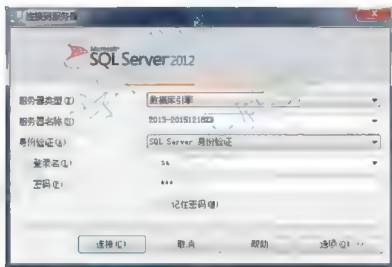 连接到服务器
Microsoft
SQL Server 2012
服务器类型(T)
数据库引擎
服务器名称(S)
身份验证(A)
SQL Server 身份验证
登录名(L)
sa
密码(P)
***
记住密码(M)
连接(C)
取消
帮助
选项(O) >>